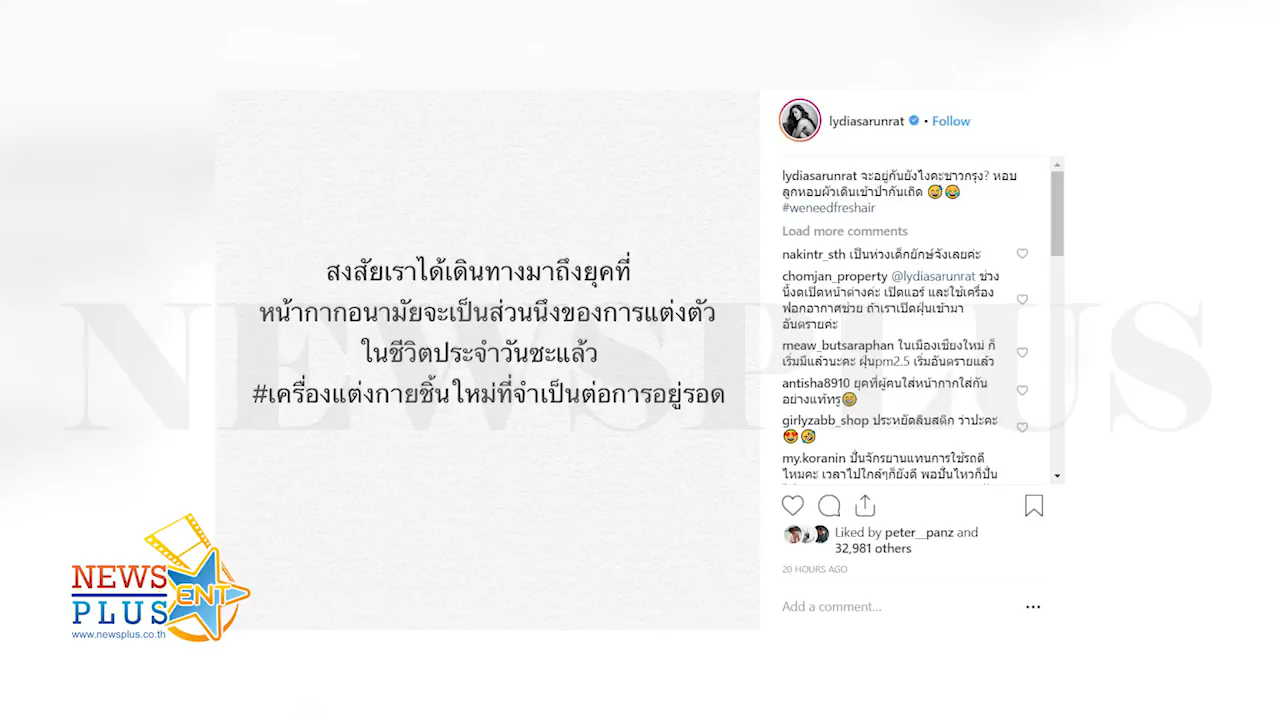 สงสัยเราได้เดินทางมาถึงยุคที่
หน้ากากอนามัยจะเป็นส่วนนึงของการแต่งตัว
ในชีวิตประจำวันซะแล้ว
#เครื่องแต่งกายชิ้นใหม่ที่จำเป็นต่อการอยู่รอด
lydiasarunrat • Follow
lydiasarunrat จะอยู่กันยังไงคะชาวกรุง? หอบ
ลูกหอบผัวเดินเข้าป่ากันเถิด 😅😂
#weneedfreshair
Load more comments
nakintr_sth เป็นห่วงเด็กยักษ์จังเลยค่ะ
chomjan_property @lydiasarunrat ช่วง
นี้งดเปิดหน้าต่างค่ะ เปิดแอร์ และใช้เครื่อง
ฟอกอากาศช่วย ถ้าเราเปิดฝุ่นเข้ามา
อันตรายค่ะ
meaw_butsaraphan ในเมืองเชียงใหม่ ก็
เริ่มมีแล้วนะคะ ฝุ่นpm2.5 เริ่มอันตรายแล้ว
antisha8910 ยุคที่ผู้คนใส่หน้ากากใส่กัน
อย่างแท้ทรู😁
girlyzabb_shop ประหยัดลิบสติก ว่าปะคะ
😍🤣
my.koranin ปั่นจักรยานแทนการใช้รถดี
ไหมคะ เวลาไปใกล้ๆก็ยังดี พอปั่นไหวก็ปั่น
Liked by peter__panz and
32,981 others
20 HOURS AGO
Add a comment...
NEWS PLUS
NEWS
PLUS
ENT
www.newsplus.co.th